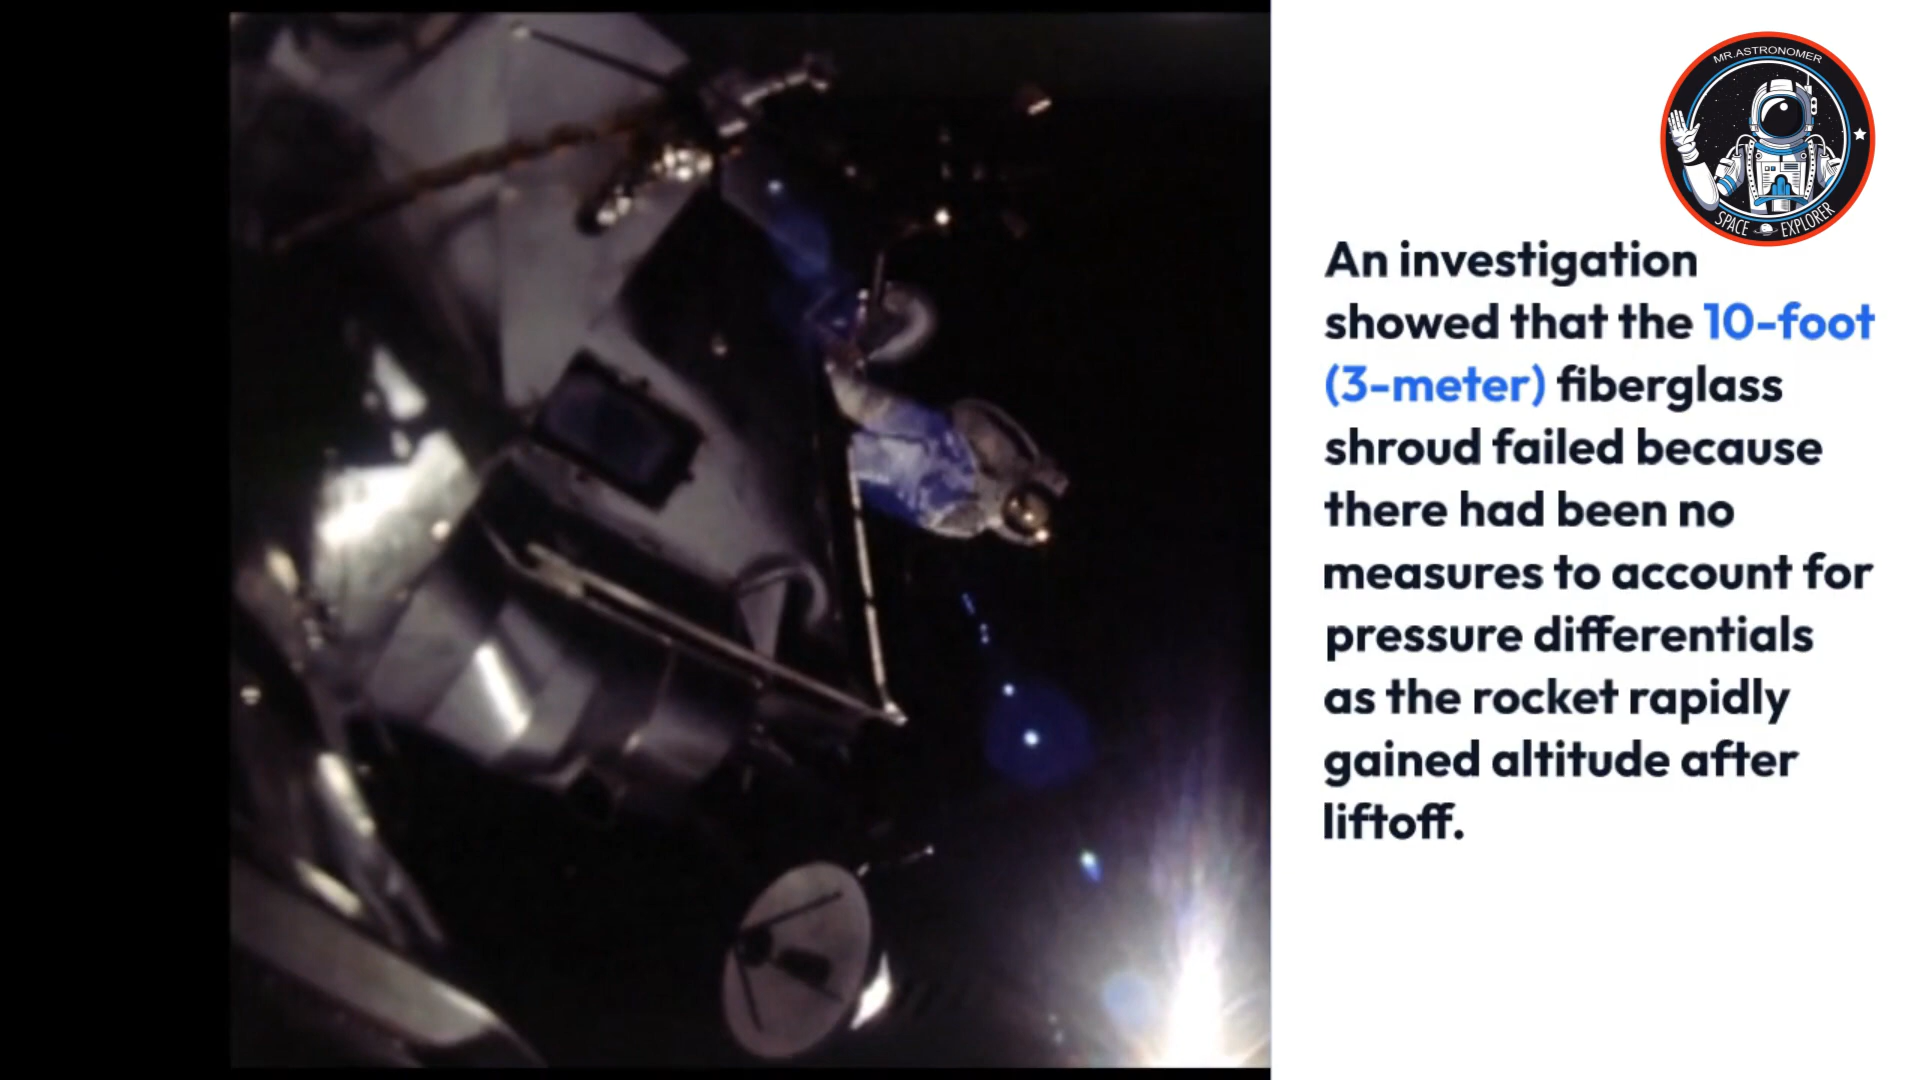 MR.ASTRONOMER
SPACE EXPLORER
An investigation
showed that the 10-foot
(3-meter) fiberglass
shroud failed because
there had been no
measures to account for
pressure differentials
as the rocket rapidly
gained altitude after
liftoff.